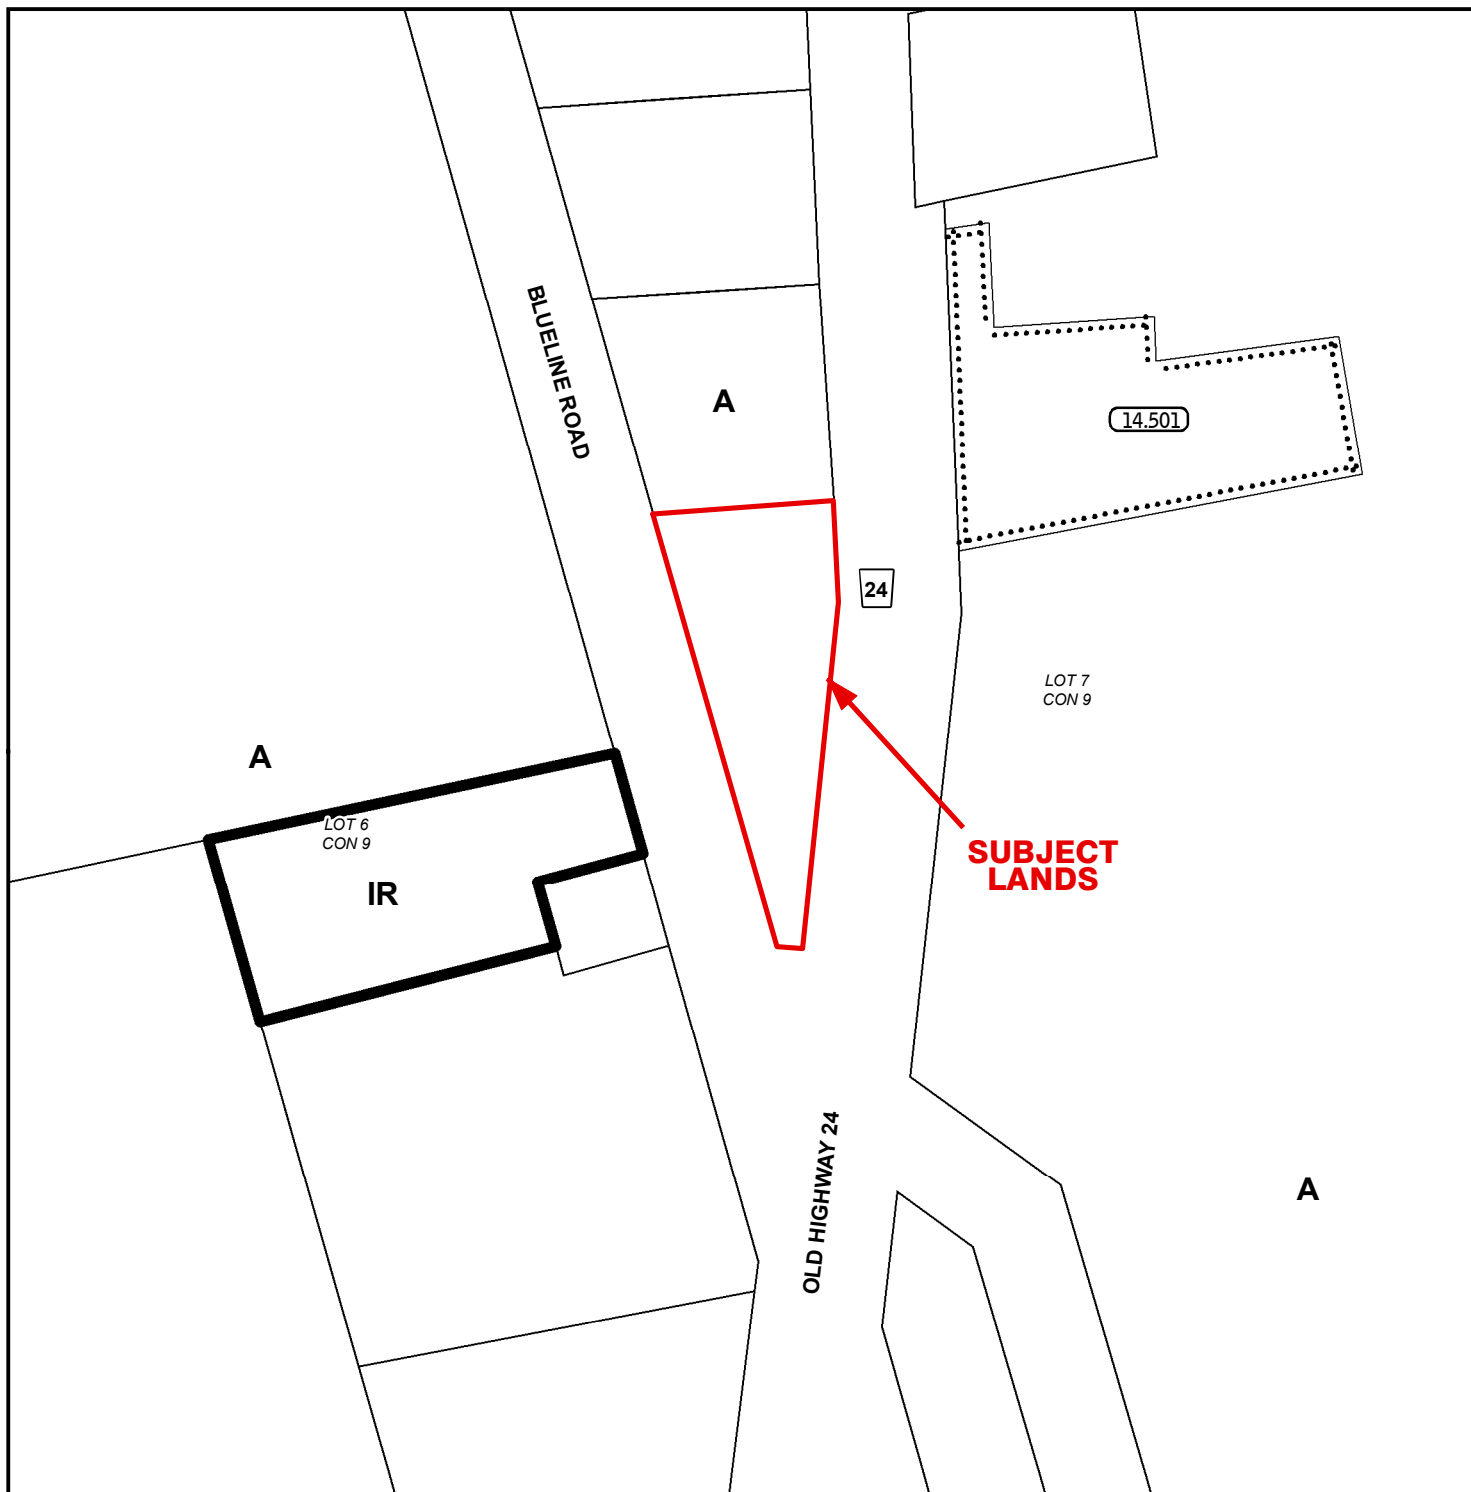 BLUELINE ROAD
A
14.501
24
LOT 7
CON 9
A
LOT 6
CON 9
IR
SUBJECT
LANDS
OLD HIGHWAY 24
A